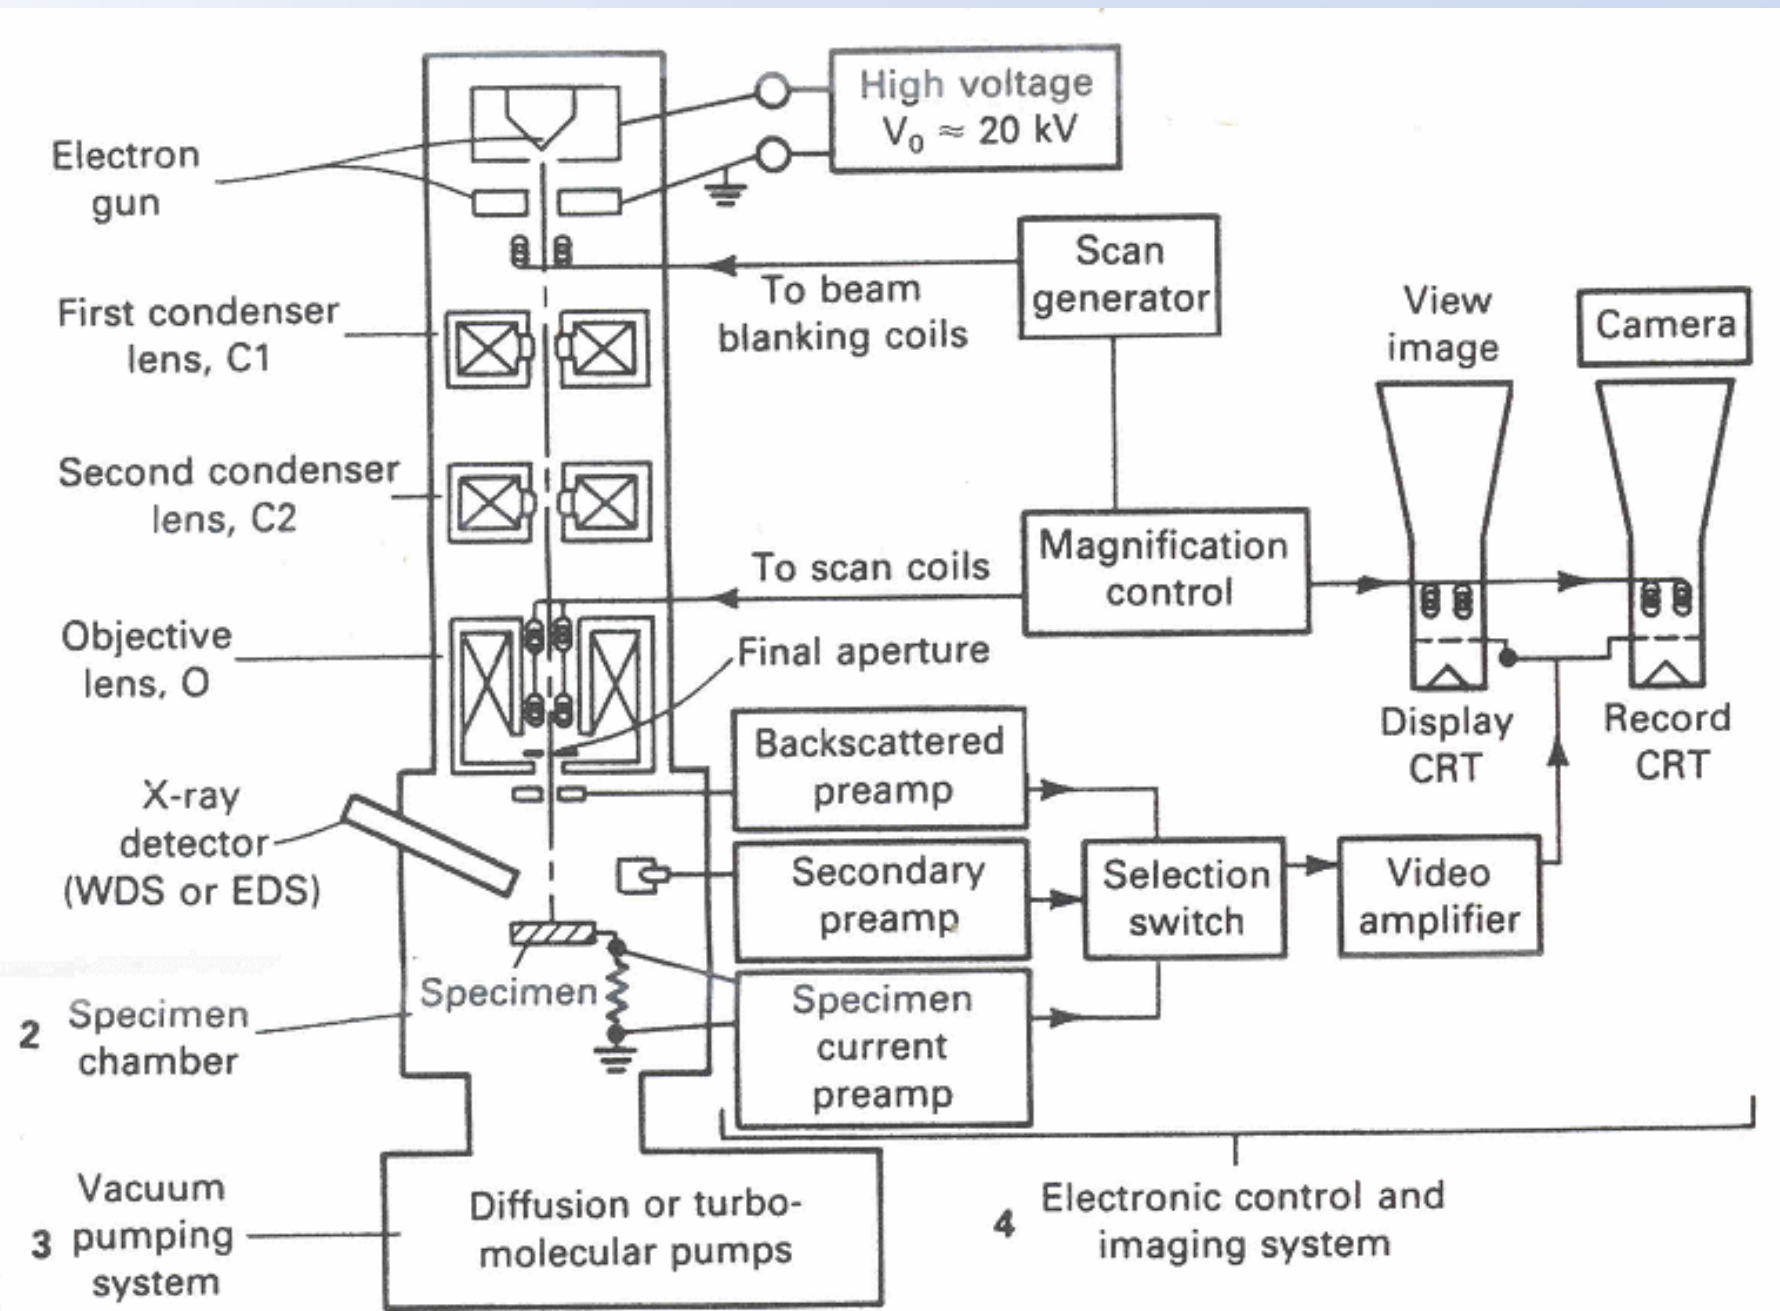 High voltage
V₀ ≈ 20 kV
Electron
gun
Scan
generator
To beam
blanking coils
First condenser
lens, C1
View
image
Camera
Second condenser
lens, C2
To scan coils
Magnification
control
Objective
lens, O
Final aperture
Display
CRT
Record
CRT
Backscattered
preamp
X-ray
detector
(WDS or EDS)
Secondary
preamp
Selection
switch
Video
amplifier
Specimen
Specimen
current
preamp
2 Specimen
chamber
Vacuum
3 pumping
system
Diffusion or turbo-
molecular pumps
4 Electronic control and
imaging system